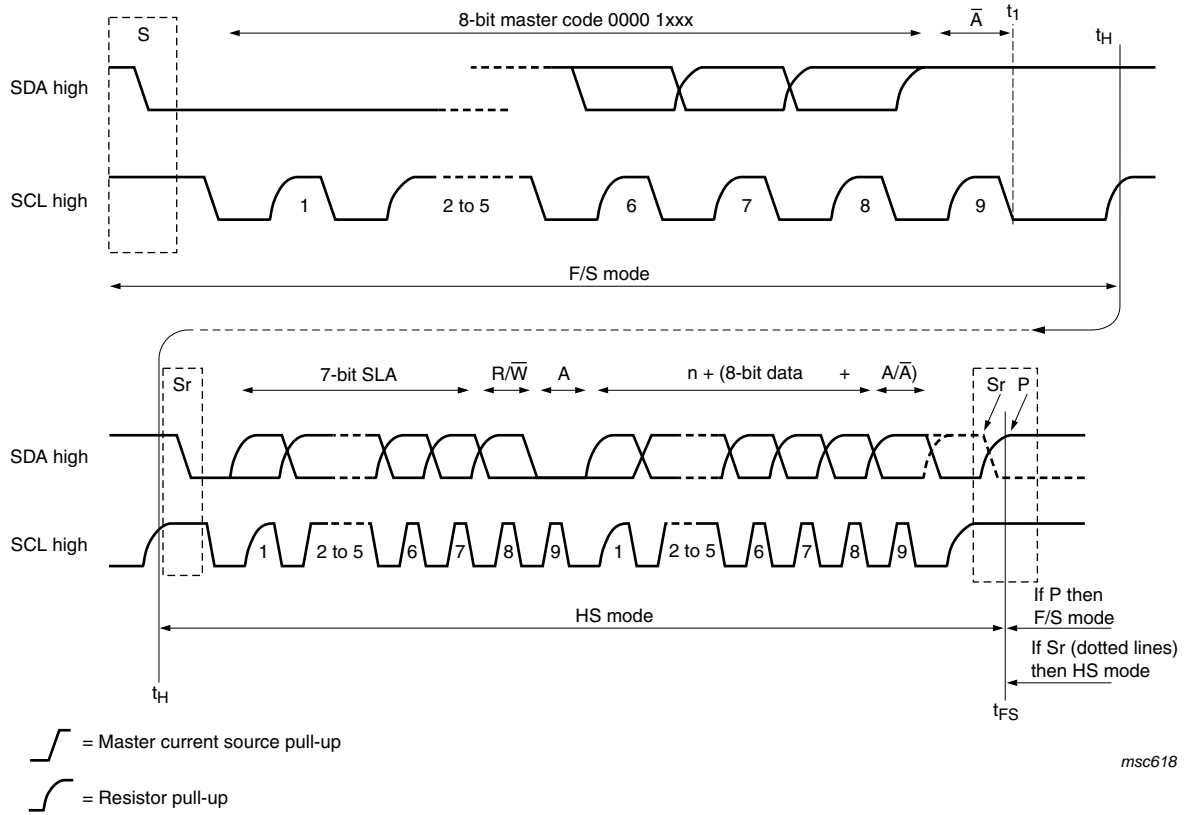 8-bit master code 0000 1xxx
A̅
t1
S
tH
SDA high
SCL high
1
2 to 5
6
7
8
9
F/S mode
Sr
7-bit SLA
R/W̅
A
n + (8-bit data
+
A/A̅)
Sr
P
SDA high
SCL high
1
2 to 5
6
7
8
9
1
2 to 5
6
7
8
9
HS mode
If P then
F/S mode
If Sr (dotted lines)
then HS mode
tH
tFS
= Master current source pull-up
= Resistor pull-up
msc618